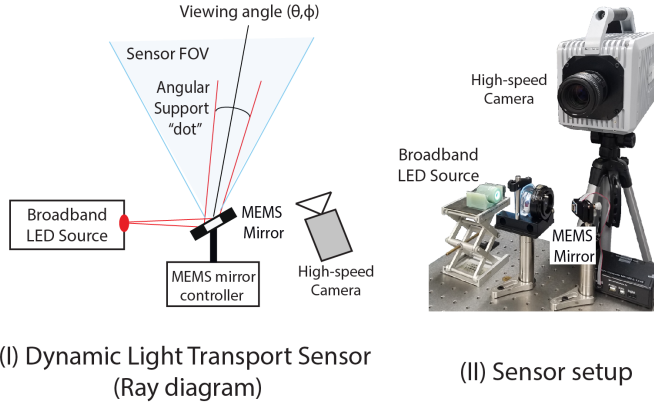 Viewing angle (θ,ϕ)
Sensor FOV
Angular
Support
"dot"
Broadband
LED Source
MEMS
Mirror
MEMS mirror
controller
High-speed
Camera
(I) Dynamic Light Transport Sensor
(Ray diagram)
High-speed
Camera
Broadband
LED Source
MEMS
Mirror
(II) Sensor setup